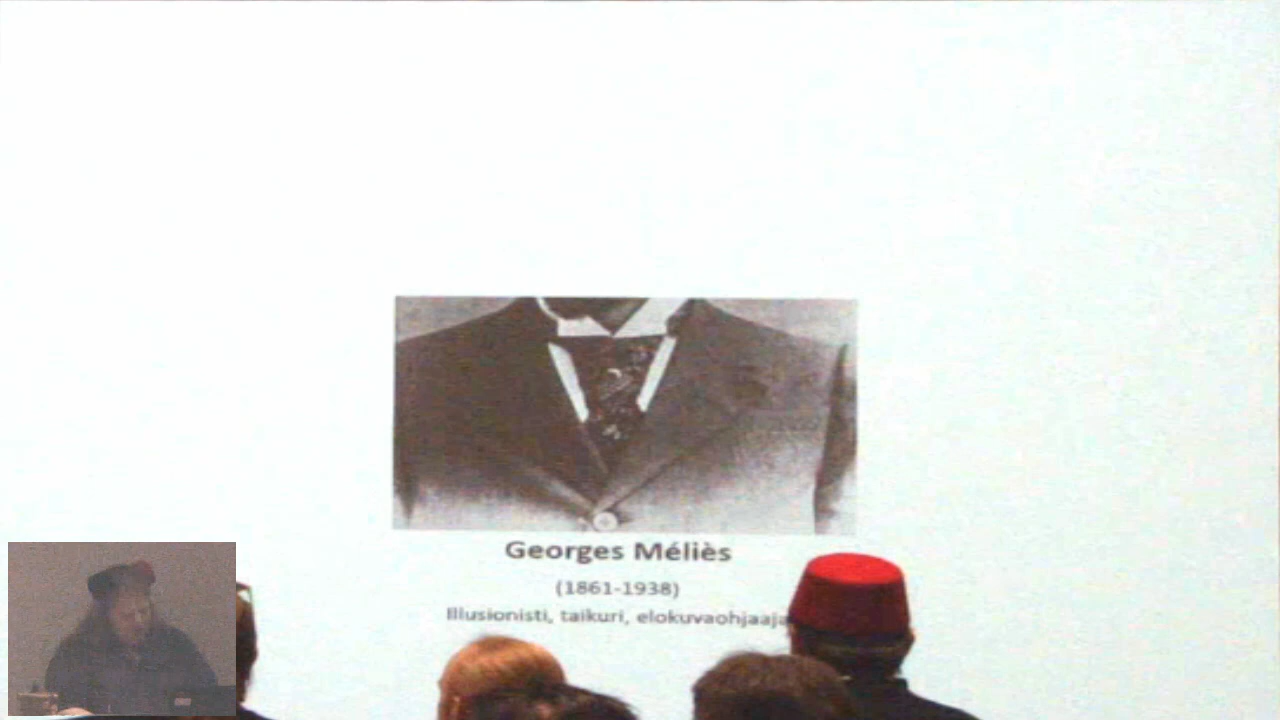 Georges Méliès
(1861-1938)
Illusionisti, taikuri, elokuvaohjaaja